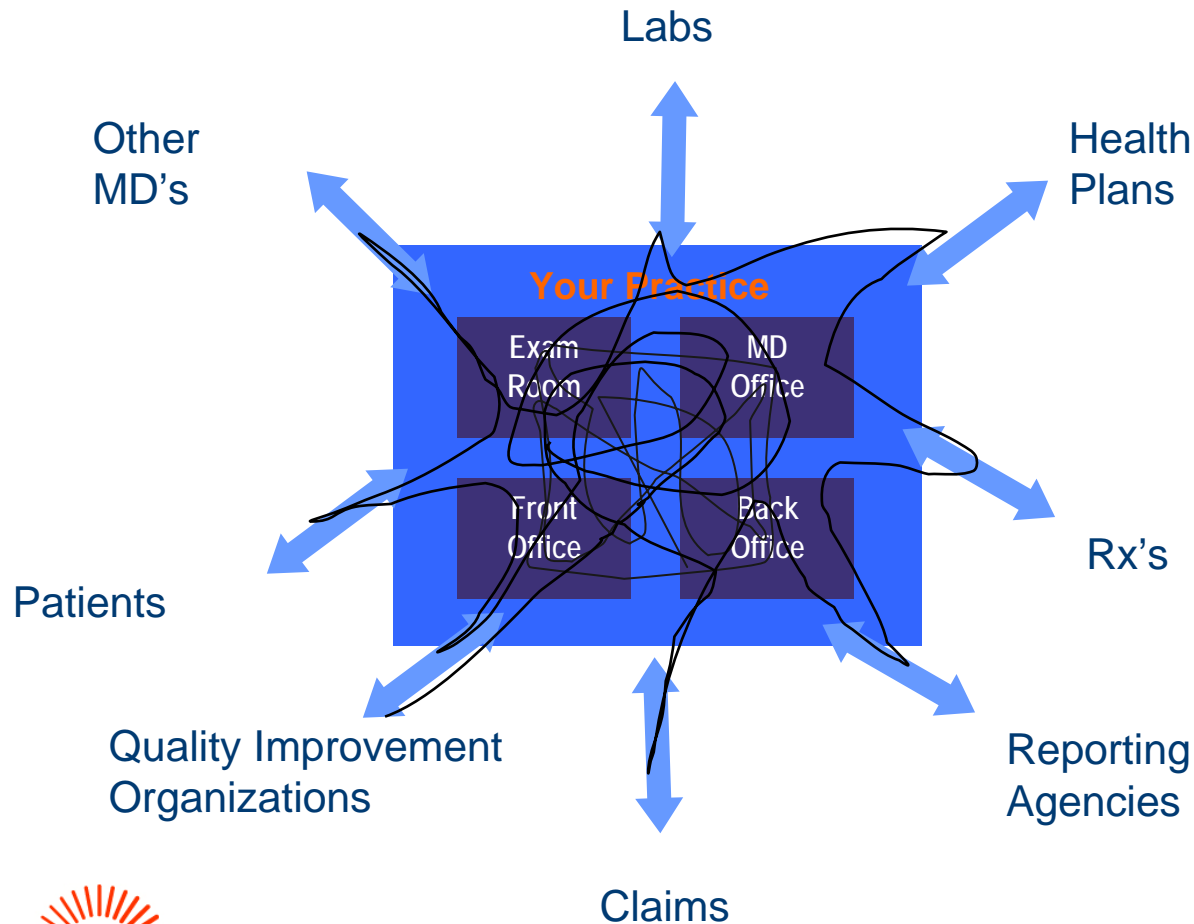 Labs
Other
MD's
Health
Plans
Your Practice
Exam
Room
MD
Office
Front
Office
Back
Office
Rx's
Patients
Quality Improvement
Organizations
Reporting
Agencies
Claims